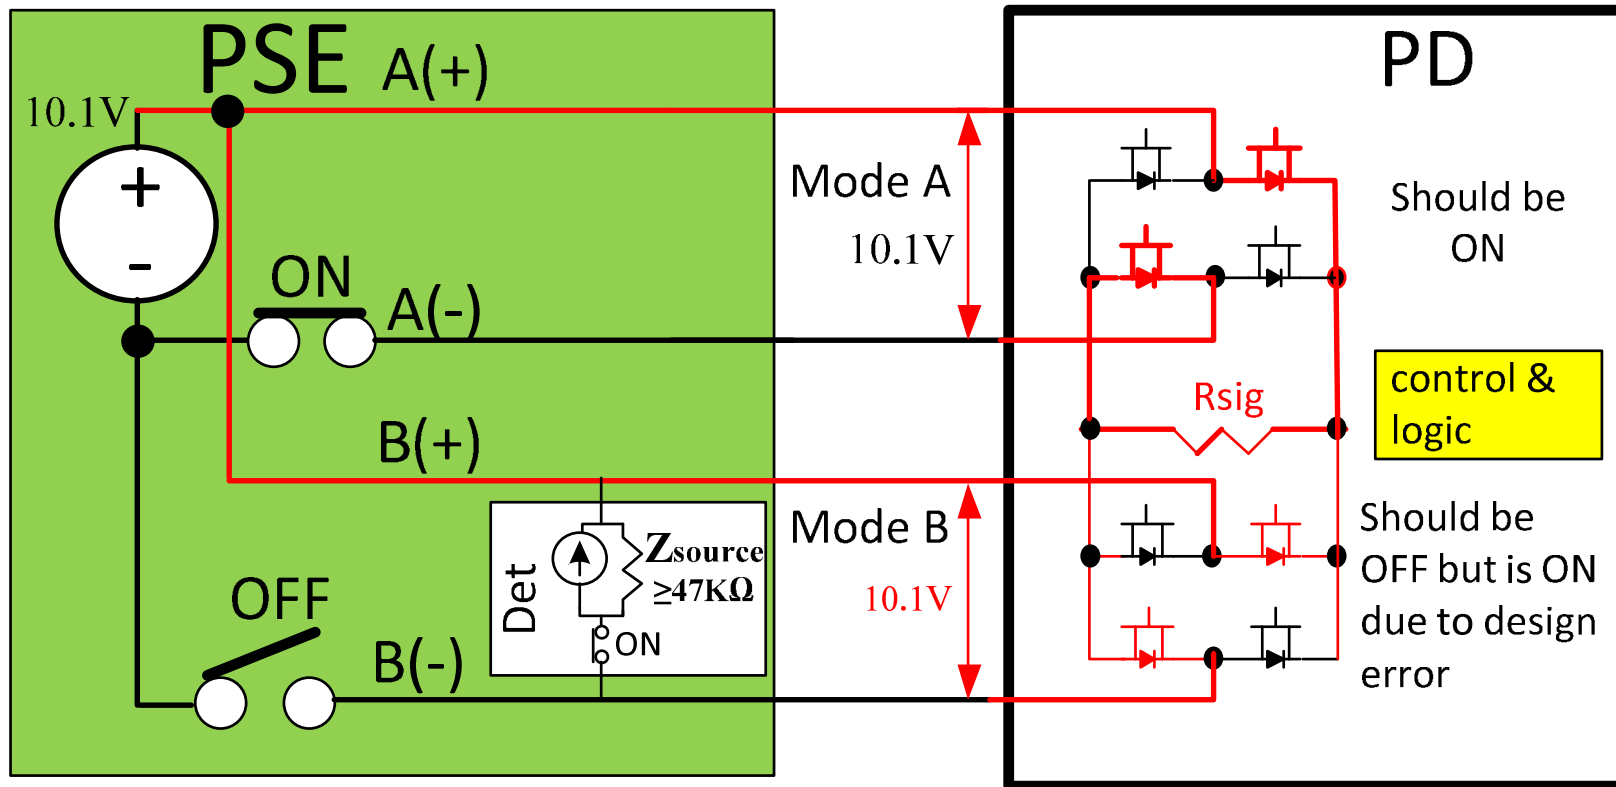 PSE
PD
A(+)
10.1V
+
-
Mode A
10.1V
Should be
ON
ON
A(-)
control &
logic
Rsig
B(+)
Mode B
10.1V
Det
Zsource
≥47KΩ
ON
Should be
OFF but is ON
due to design
error
OFF
B(-)